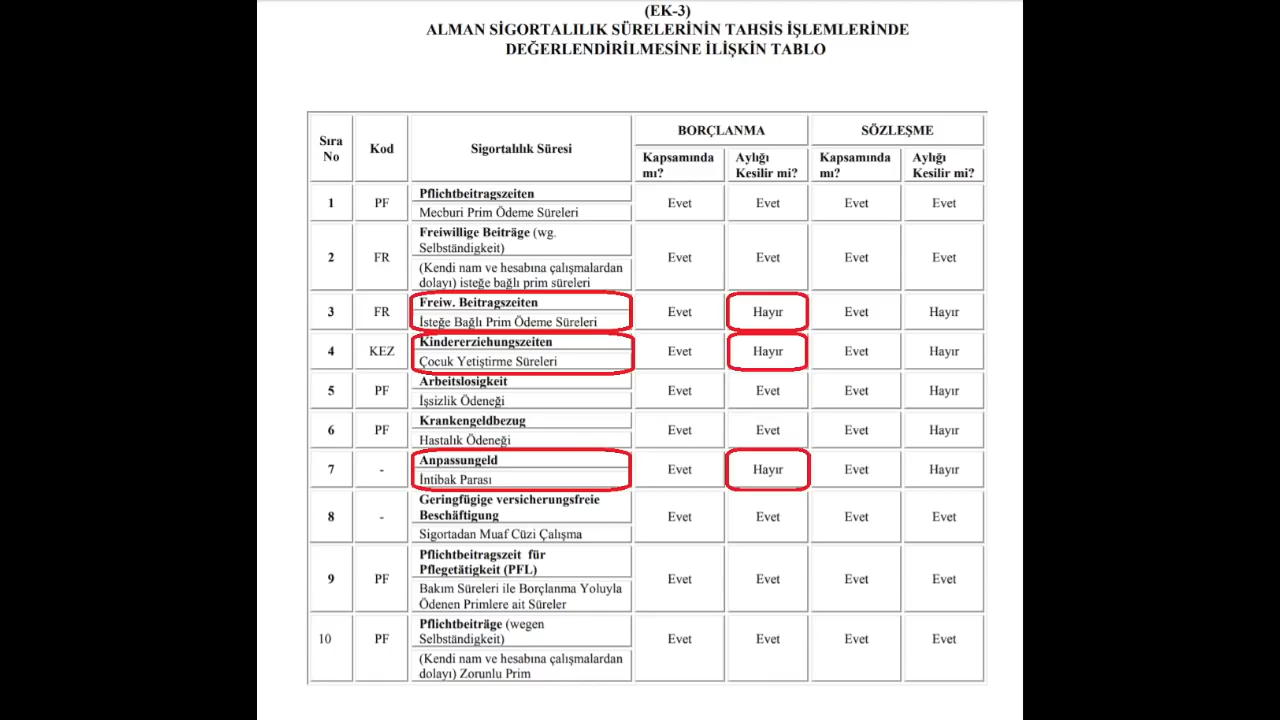 (EK-3)
ALMAN SİGORTALILIK SÜRELERİNİN TAHSİS İŞLEMLERİNDE
DEĞERLENDİRİLMESİNE İLİŞKİN TABLO
Sıra No Kod Sigortalılık Süresi BORÇLANMA SÖZLEŞME
Kapsamında mı? Aylığı Kesilir mi? Kapsamında mı? Aylığı Kesilir mi?
1 PF Pflichtbeitragszeiten Evet Evet Evet Evet
Mecburi Prim Ödeme Süreleri
2 FR Freiwillige Beiträge (wg. Evet Evet Evet Evet
Selbständigkeit)
(Kendi nam ve hesabına çalışmalardan
dolayı) isteğe bağlı prim süreleri
3 FR Freiw. Beitragszeiten Evet Hayır Evet Hayır
İsteğe Bağlı Prim Ödeme Süreleri
4 KEZ Kindererziehungszeiten Evet Hayır Evet Hayır
Çocuk Yetiştirme Süreleri
5 PF Arbeitslosigkeit Evet Evet Evet Hayır
İşsizlik Ödeneği
6 PF Krankengeldbezug Evet Evet Evet Hayır
Hastalık Ödeneği
7 - Anpassungeld Evet Hayır Evet Hayır
İntibak Parası
8 - Geringfügige versicherungsfreie Evet Evet Evet Evet
Beschäftigung
Sigortadan Muaf Cüzi Çalışma
9 PF Pflichtbeitragszeit für Evet Evet Evet Evet
Pflegetätigkeit (PFL)
Bakım Süreleri ile Borçlanma Yoluyla
Ödenen Primlere ait Süreler
10 PF Pflichtbeiträge (wegen Evet Evet Evet Evet
Selbständigkeit)
(Kendi nam ve hesabına çalışmalardan
dolayı) Zorunlu Prim